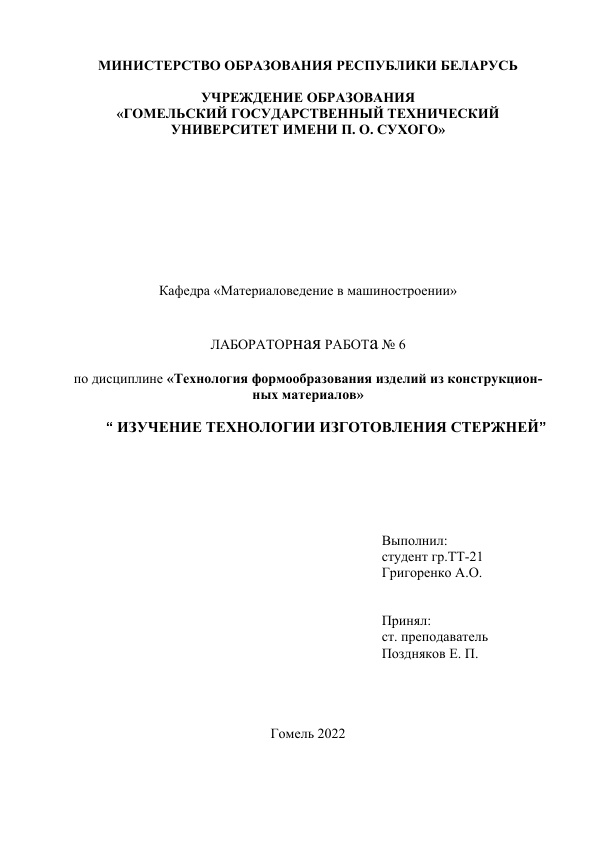 МИНИСТЕРСТВО ОБРАЗОВАНИЯ РЕСПУБЛИКИ БЕЛАРУСЬ
УЧРЕЖДЕНИЕ ОБРАЗОВАНИЯ
«ГОМЕЛЬСКИЙ ГОСУДАРСТВЕННЫЙ ТЕХНИЧЕСКИЙ
УНИВЕРСИТЕТ ИМЕНИ П. О. СУХОГО»
Кафедра «Материаловедение в машиностроении»
ЛАБОРАТОРная РАБОТа № 6
по дисциплине «Технология формообразования изделий из конструкцион-
ных материалов»
“ ИЗУЧЕНИЕ ТЕХНОЛОГИИ ИЗГОТОВЛЕНИЯ СТЕРЖНЕЙ”
Выполнил:
студент гр.ТТ-21
Григоренко А.О.
Принял:
ст. преподаватель
Поздняков Е. П.
Гомель 2022